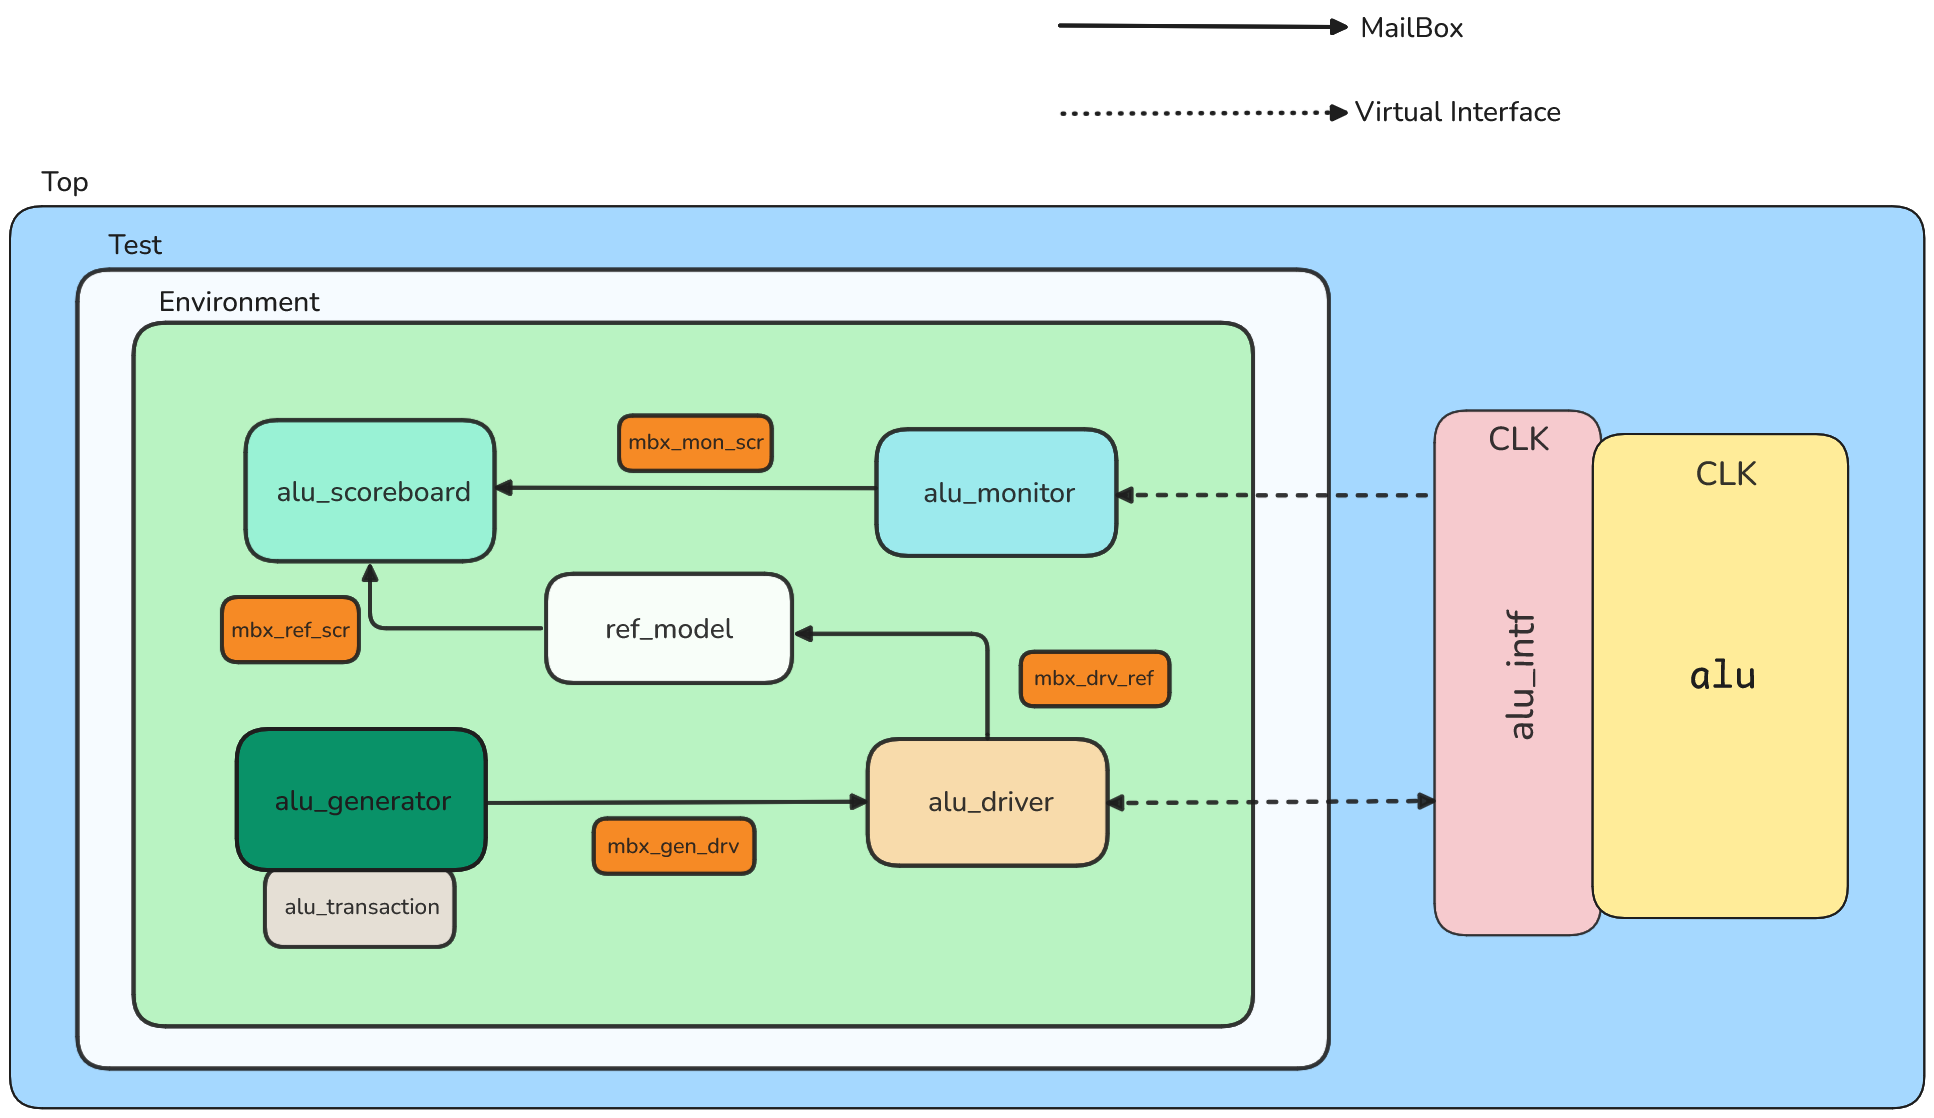 MailBox
Virtual Interface
Top
Test
Environment
mbx_mon_scr
alu_scoreboard
alu_monitor
CLK
CLK
mbx_ref_scr
ref_model
mbx_drv_ref
alu_intf
alu
alu_generator
alu_driver
mbx_gen_drv
alu_transaction